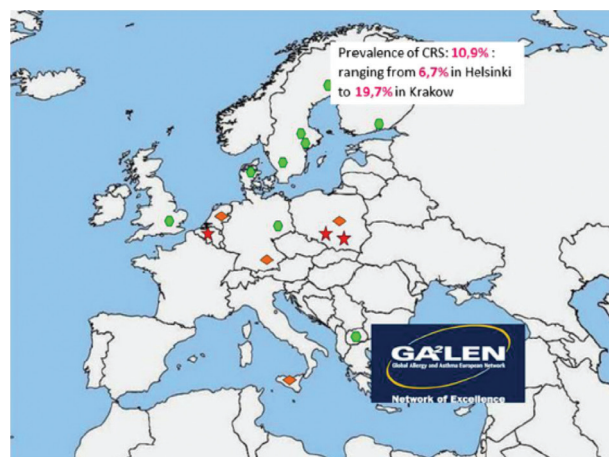 Prevalence of CRS: 10,9% :
ranging from 6,7% in Helsinki
to 19,7% in Krakow
GA²LEN
Global Allergy and Asthma European Network
Network of Excellence